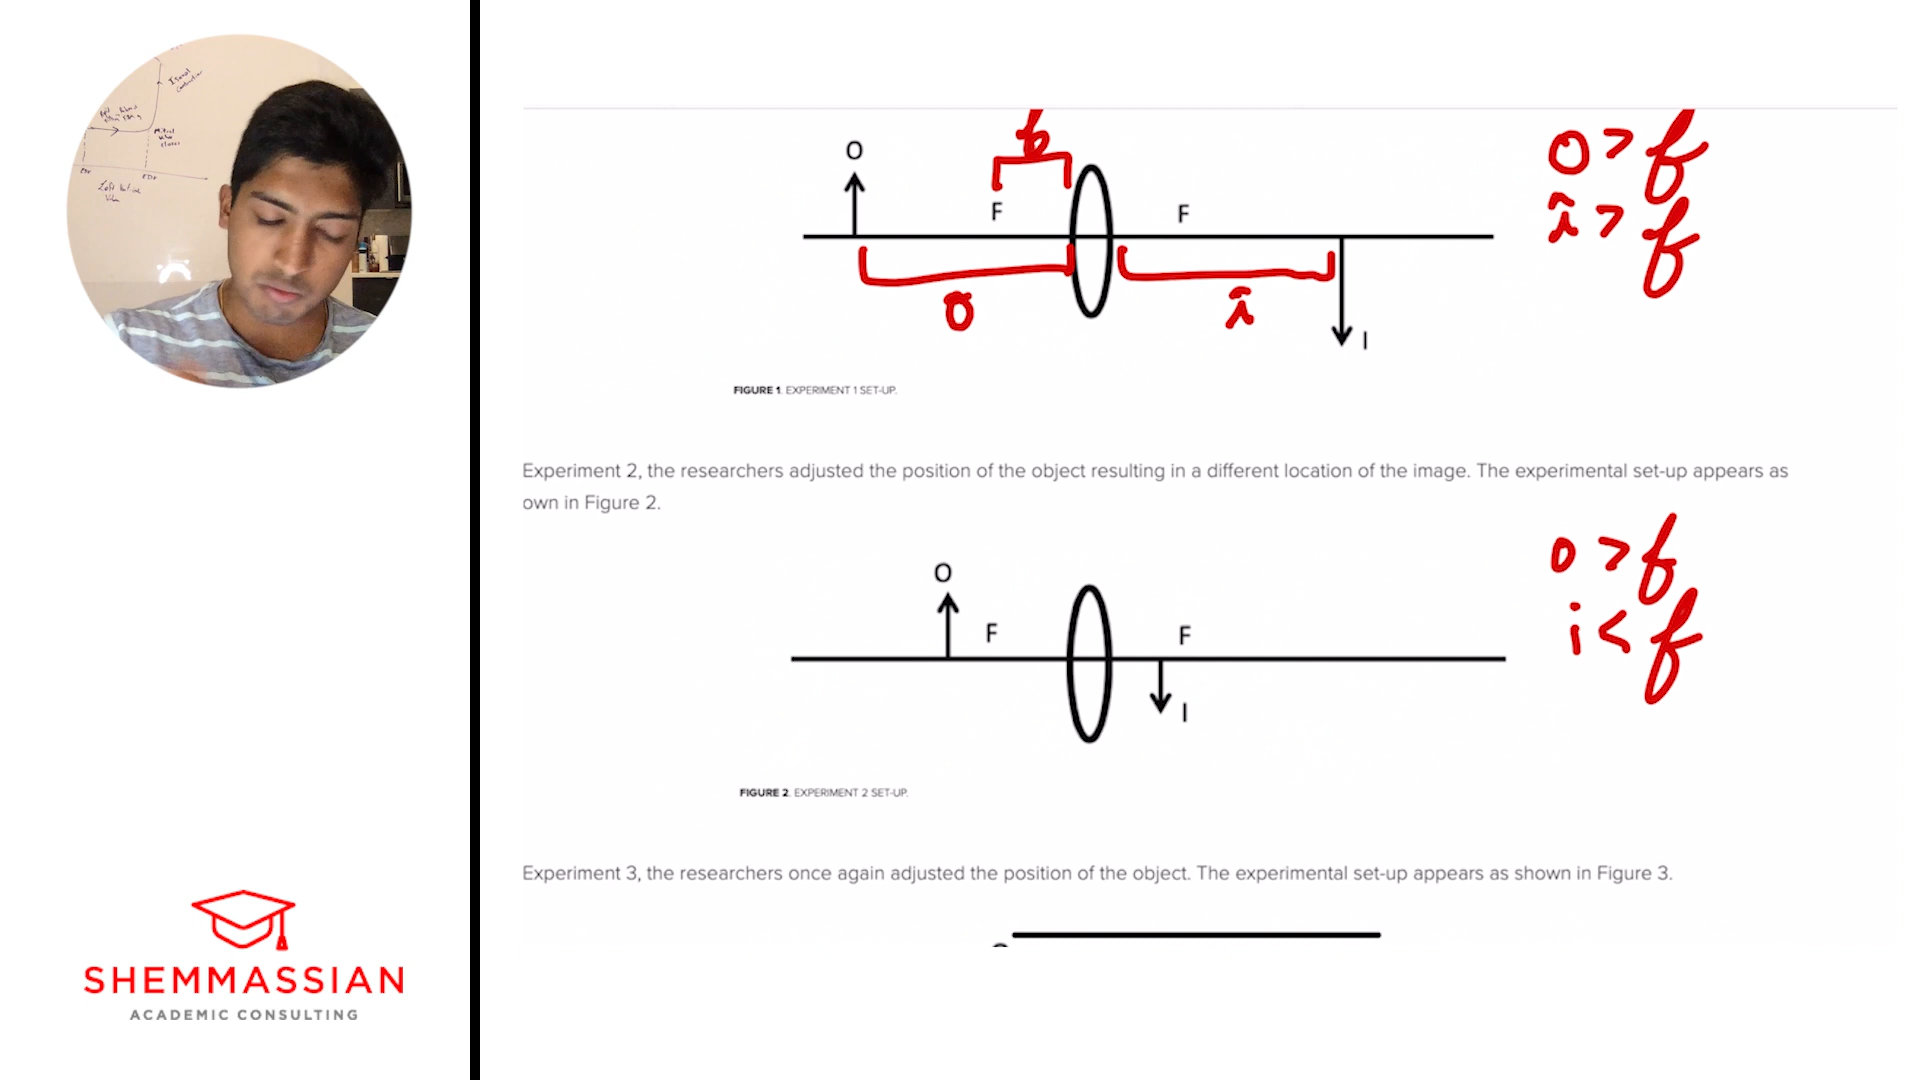 O
f
F
F
o
i
I
o > f
i > f
FIGURE 1. EXPERIMENT 1 SET-UP.
Experiment 2, the researchers adjusted the position of the object resulting in a different location of the image. The experimental set-up appears as
own in Figure 2.
O
F
F
I
o > f
i < f
FIGURE 2. EXPERIMENT 2 SET-UP.
Experiment 3, the researchers once again adjusted the position of the object. The experimental set-up appears as shown in Figure 3.
SHEMMASSIAN
ACADEMIC CONSULTING